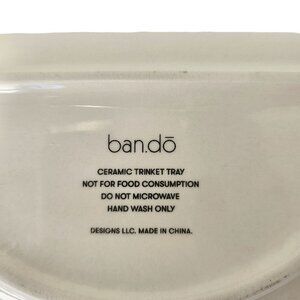 ban.dō
CERAMIC TRINKET TRAY
NOT FOR FOOD CONSUMPTION
DO NOT MICROWAVE
HAND WASH ONLY
DESIGNS LLC. MADE IN CHINA.